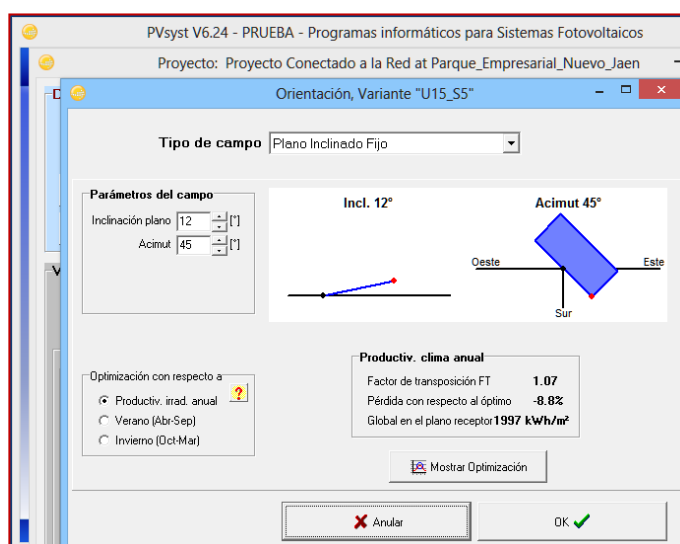 PVsyst V6.24 - PRUEBA - Programas informáticos para Sistemas Fotovoltaicos
Proyecto: Proyecto Conectado a la Red at Parque_Empresarial_Nuevo_Jaen
D
Orientación, Variante "U15_S5"
Tipo de campo Plano Inclinado Fijo
Parámetros del campo
Inclinación plano 12 [°]
Acimut 45 [°]
Incl. 12°
Acimut 45°
Oeste
Este
Sur
V
Optimización con respecto a
?
Productiv. irrad. anual
Verano (Abr-Sep)
Invierno (Oct-Mar)
Productiv. clima anual
Factor de transposición FT 1.07
Pérdida con respecto al óptimo -8.8%
Global en el plano receptor 1997 kWh/m²
Mostrar Optimización
Anular
OK